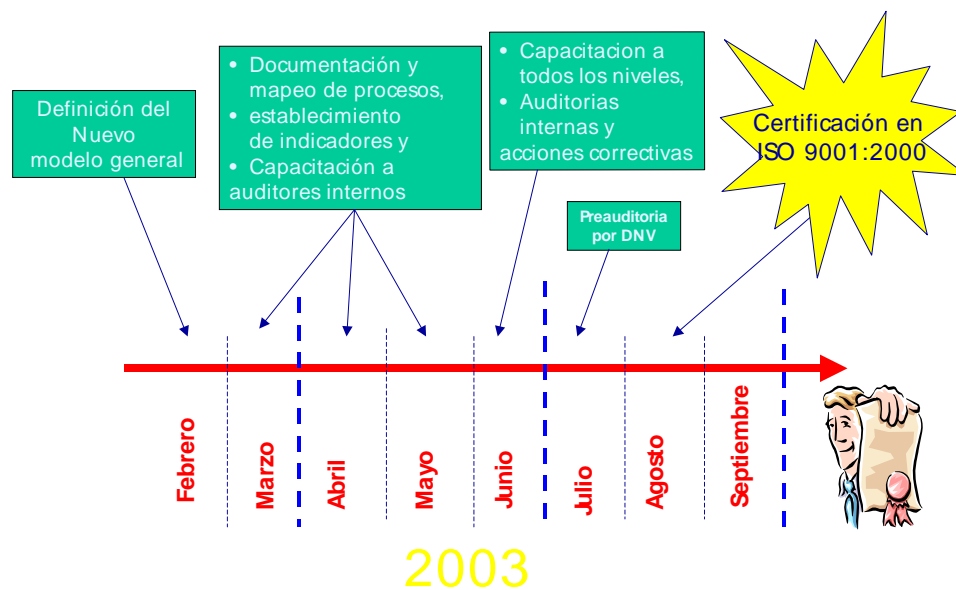 Definición del
Nuevo
modelo general
• Documentación y
mapeo de procesos,
• establecimiento
de indicadores y
• Capacitación a
auditores internos
• Capacitacion a
todos los niveles,
• Auditorias
internas y
acciones correctivas
Certificación en
ISO 9001:2000
Preauditoria
por DNV
Febrero
Marzo
Abril
Mayo
Junio
Julio
Agosto
Septiembre
2003